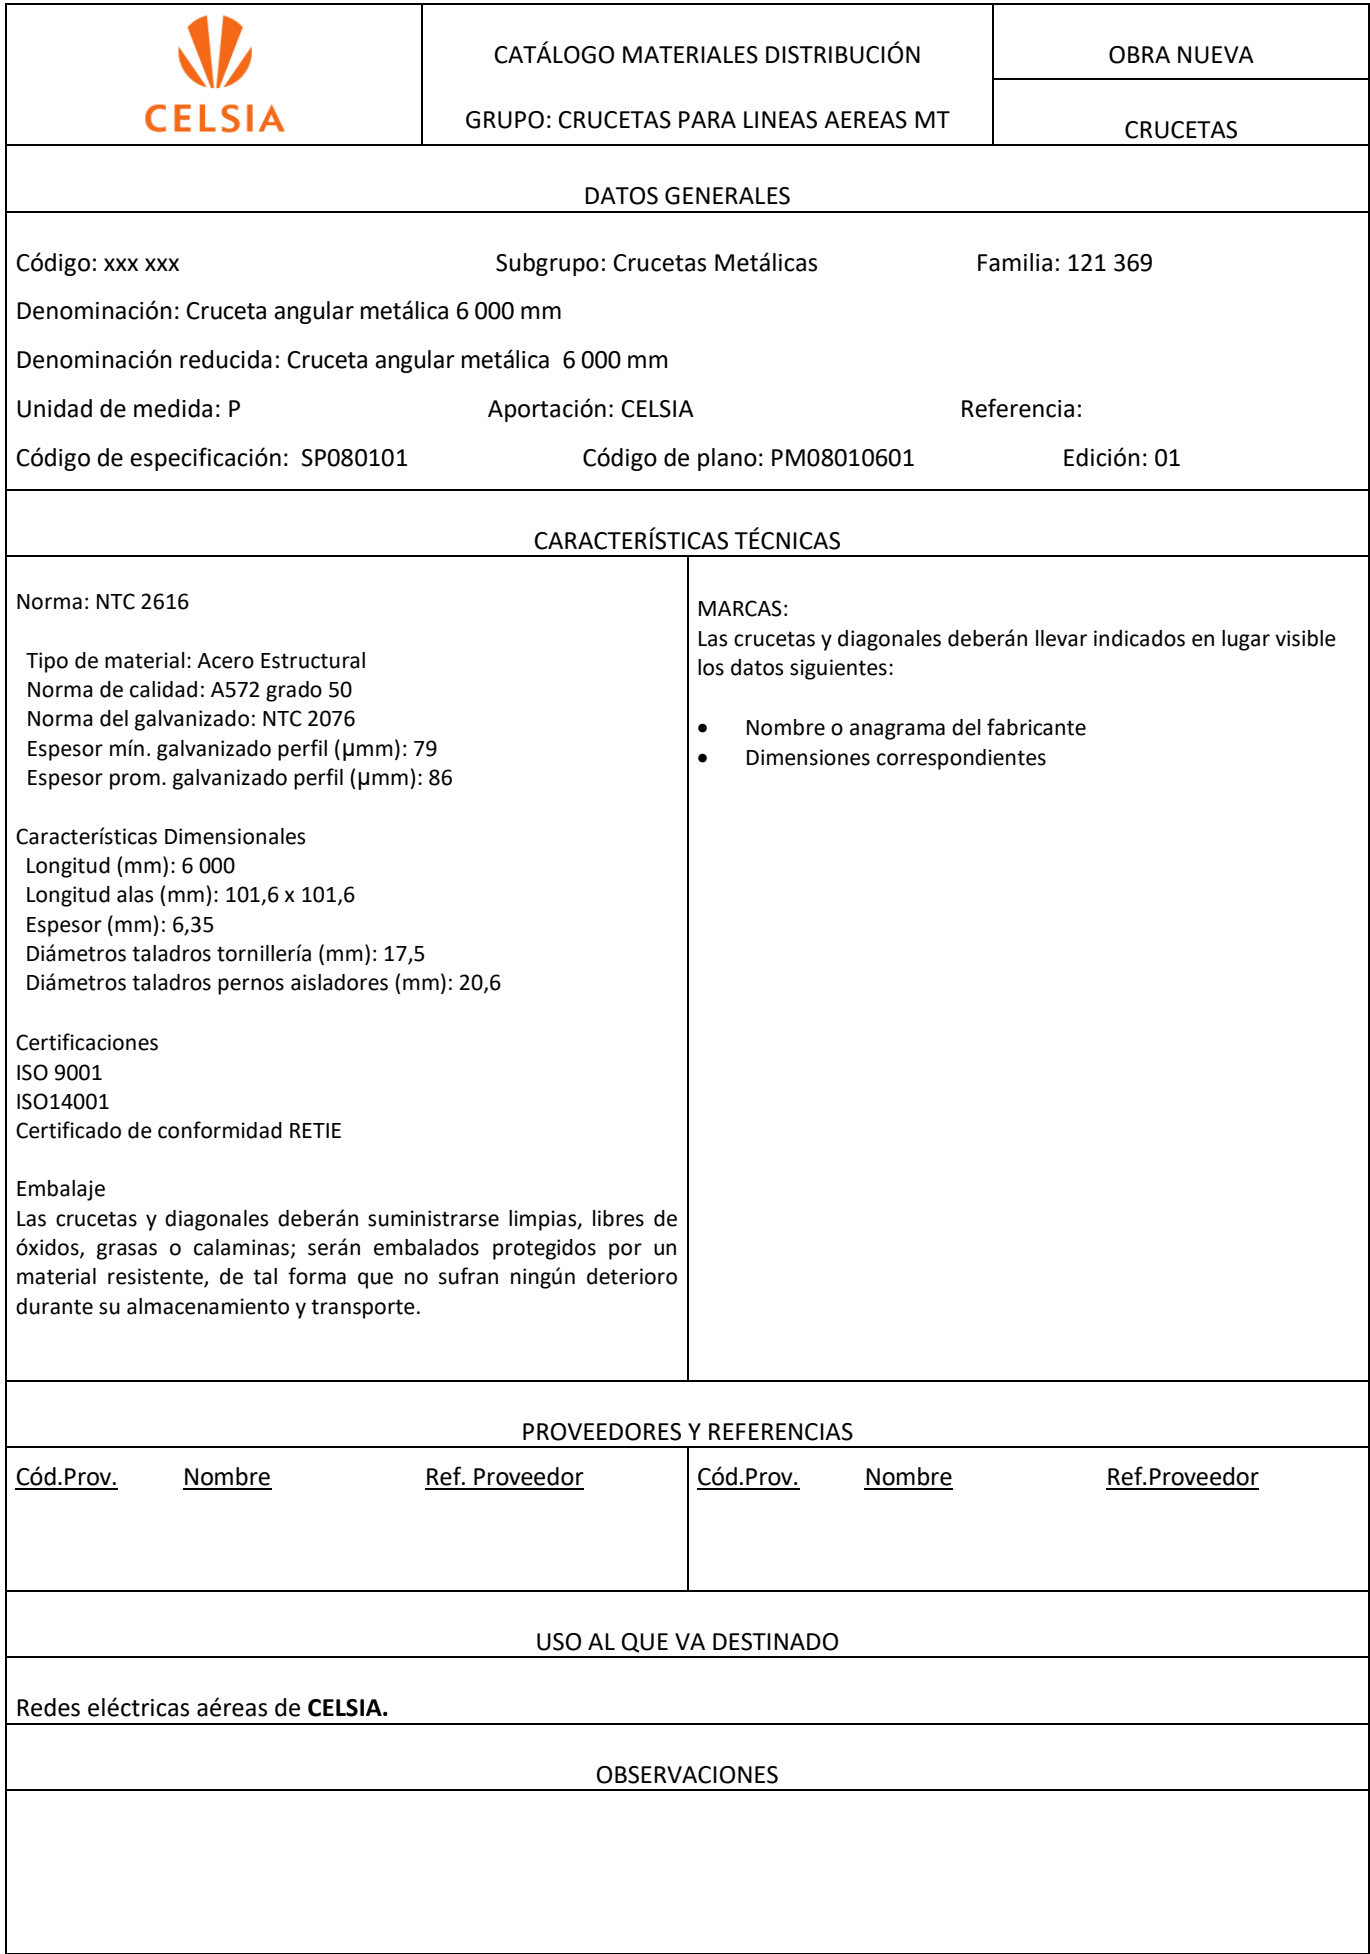 CELSIA
CATÁLOGO MATERIALES DISTRIBUCIÓN
GRUPO: CRUCETAS PARA LINEAS AEREAS MT
OBRA NUEVA
CRUCETAS
DATOS GENERALES
Código: xxx xxx Subgrupo: Crucetas Metálicas Familia: 121 369
Denominación: Cruceta angular metálica 6 000 mm
Denominación reducida: Cruceta angular metálica 6 000 mm
Unidad de medida: P Aportación: CELSIA Referencia:
Código de especificación: SP080101 Código de plano: PM08010601 Edición: 01
CARACTERÍSTICAS TÉCNICAS
Norma: NTC 2616
Tipo de material: Acero Estructural
Norma de calidad: A572 grado 50
Norma del galvanizado: NTC 2076
Espesor mín. galvanizado perfil (µmm): 79
Espesor prom. galvanizado perfil (µmm): 86
Características Dimensionales
Longitud (mm): 6 000
Longitud alas (mm): 101,6 x 101,6
Espesor (mm): 6,35
Diámetros taladros tornillería (mm): 17,5
Diámetros taladros pernos aisladores (mm): 20,6
Certificaciones
ISO 9001
ISO14001
Certificado de conformidad RETIE
Embalaje
Las crucetas y diagonales deberán suministrarse limpias, libres de
óxidos, grasas o calaminas; serán embalados protegidos por un
material resistente, de tal forma que no sufran ningún deterioro
durante su almacenamiento y transporte.
MARCAS:
Las crucetas y diagonales deberán llevar indicados en lugar visible
los datos siguientes:
• Nombre o anagrama del fabricante
• Dimensiones correspondientes
PROVEEDORES Y REFERENCIAS
Cód.Prov. Nombre Ref. Proveedor
Cód.Prov. Nombre Ref.Proveedor
USO AL QUE VA DESTINADO
Redes eléctricas aéreas de CELSIA.
OBSERVACIONES